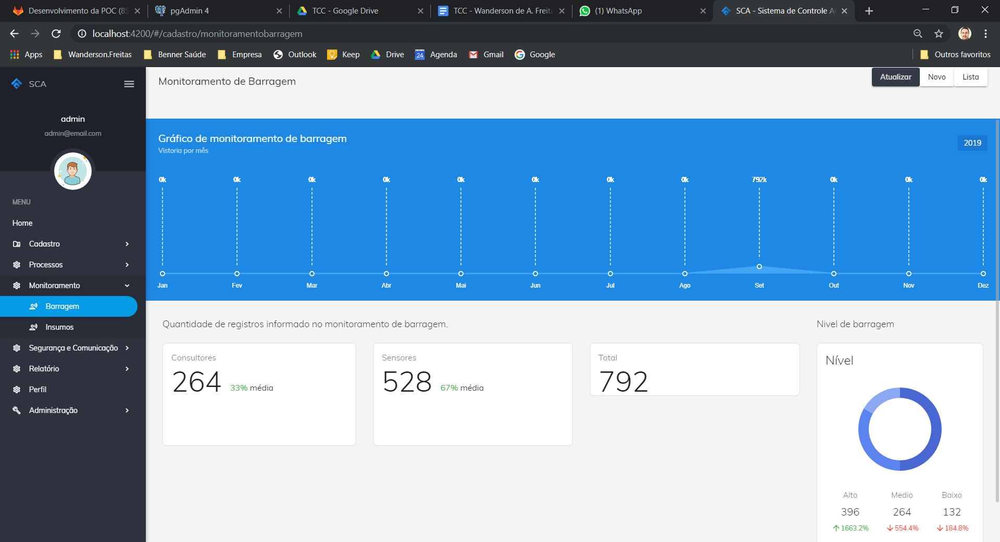 Desenvolvimento da POC (85
pgAdmin 4
TCC - Google Drive
TCC - Wanderson de A. Freita
(1) WhatsApp
SCA - Sistema de Controle A
localhost:4200/#/cadastro/monitoramentobarragem
Apps
Wanderson.Freitas
Benner Saúde
Empresa
Outlook
Keep
Drive
24
Agenda
Gmail
Google
Outros favoritos
SCA
admin
admin@email.com
MENU
Home
Cadastro
Processos
Monitoramento
Barragem
Insumos
Segurança e Comunicação
Relatório
Perfil
Administração
Monitoramento de Barragem
Atualizar
Novo
Lista
Gráfico de monitoramento de barragem
Vistoria por mês
2019
0k 0k 0k 0k 0k 0k 0k 0k 792k 0k 0k 0k
Jan Fev Mar Abr Mai Jun Jul Ago Set Out Nov Dez
Quantidade de registros informado no monitoramento de barragem.
Consultores
264 33% média
Sensores
528 67% média
Total
792
Nivel de barragem
Nível
Alto Medio Baixo
396 264 132
1663.2% 554.4% 184.8%